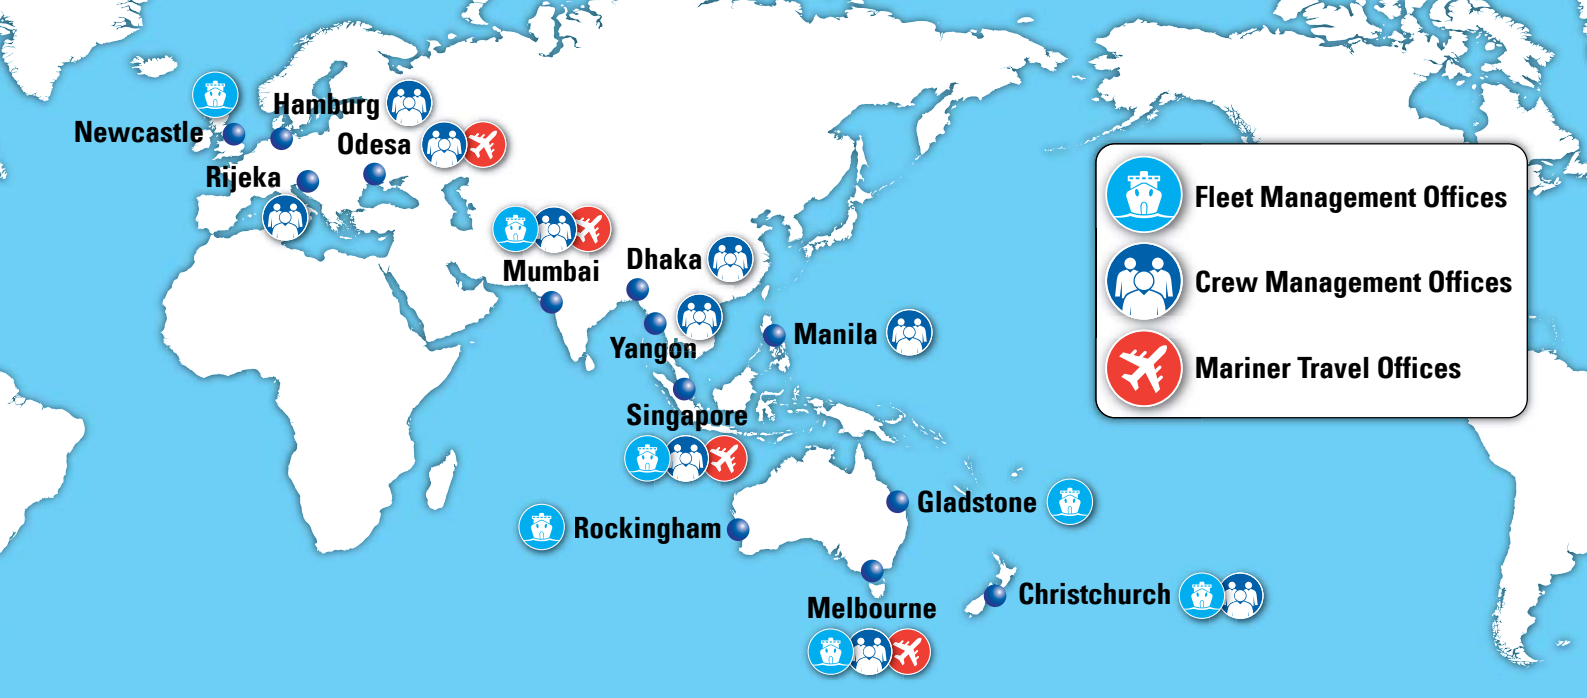 Hamburg
Newcastle
Odesa
Rijeka
Fleet Management Offices
Mumbai
Dhaka
Crew Management Offices
Yangon
Manila
Mariner Travel Offices
Singapore
Gladstone
Rockingham
Melbourne
Christchurch